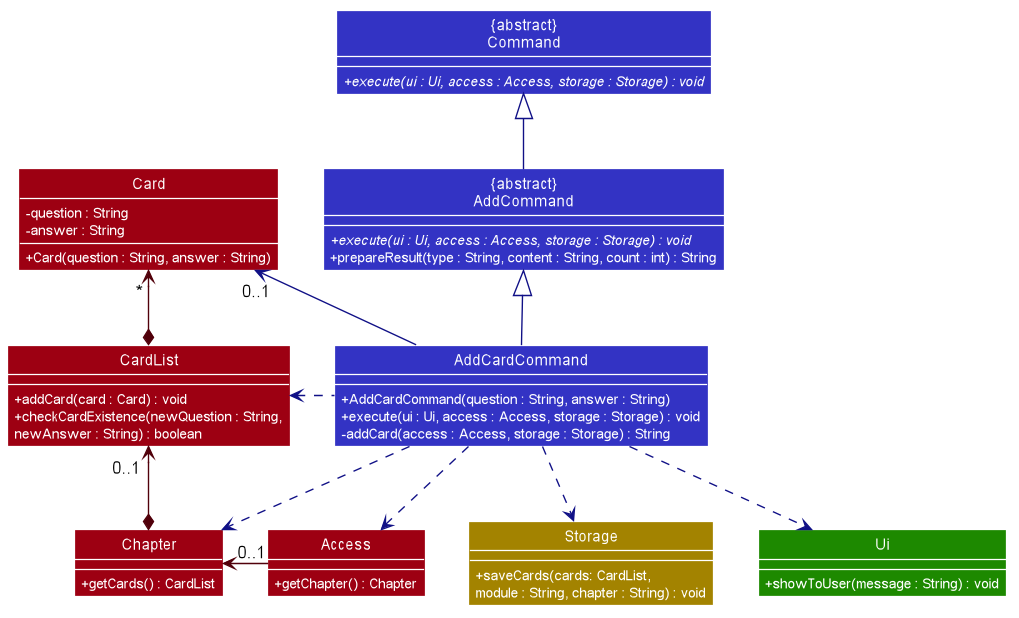 {abstract}
Command
+execute(ui : Ui, access : Access, storage : Storage) : void
Card
-question : String
-answer : String
+Card(question : String, answer : String)
{abstract}
AddCommand
+execute(ui : Ui, access : Access, storage : Storage) : void
+prepareResult(type : String, content : String, count : int) : String
*
0..1
CardList
+addCard(card : Card) : void
+checkCardExistence(newQuestion : String,
newAnswer : String) : boolean
AddCardCommand
+AddCardCommand(question : String, answer : String)
+execute(ui : Ui, access : Access, storage : Storage) : void
-addCard(access : Access, storage : Storage) : String
0..1
Chapter
+getCards() : CardList
0..1
Access
+getChapter() : Chapter
Storage
+saveCards(cards: CardList,
module : String, chapter : String) : void
Ui
+showToUser(message : String) : void